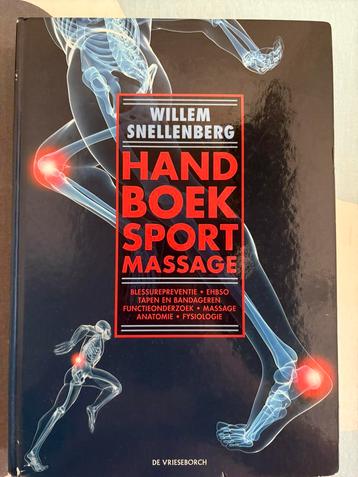 WILLEM
SNELLENBERG
HAND
BOEK
SPORT
MASSAGE
BLESSUREPREVENTIE • EHBSO
TAPEN EN BANDAGEREN
FUNCTIEONDERZOEK • MASSAGE
ANATOMIE • FYSIOLOGIE
DE VRIESEBORCH